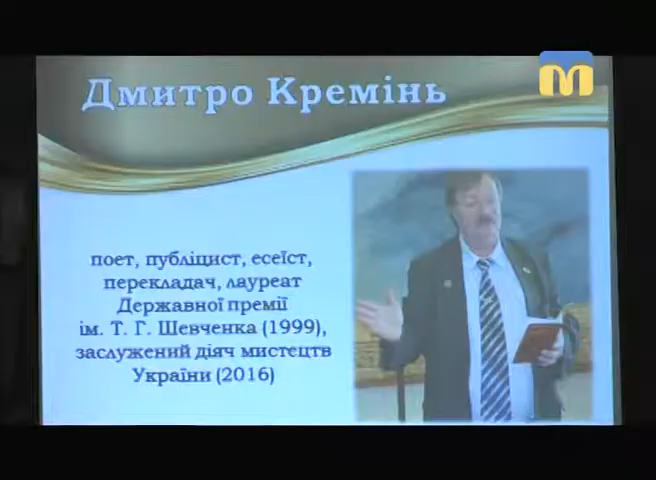 Дмитро Кремінь
поет, публіцист, есеїст,
перекладач, лауреат
Державної премії
ім. Т. Г. Шевченка (1999),
заслужений діяч мистецтв
України (2016)